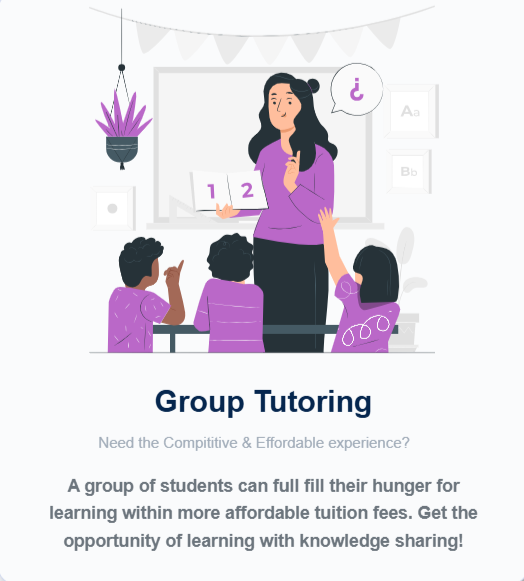 ¿
Aa
Bb
1 2
Group Tutoring
Need the Compititive & Effordable experience?
A group of students can full fill their hunger for
learning within more affordable tuition fees. Get the
opportunity of learning with knowledge sharing!